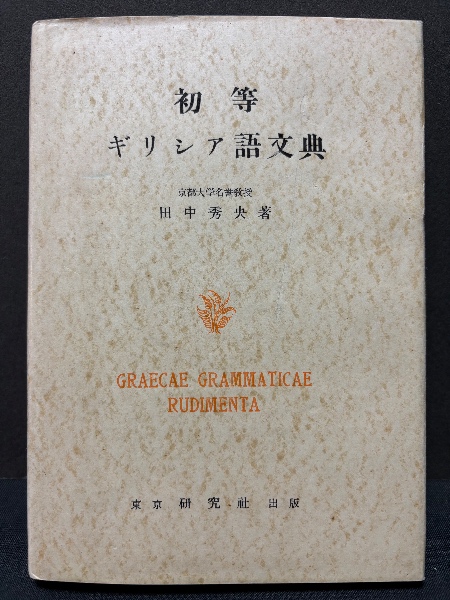 初等
ギリシア語文典
京都大学名誉教授
田中秀央著
GRAECAE GRAMMATICAE
RUDIMENTA
東京 研究社 出版